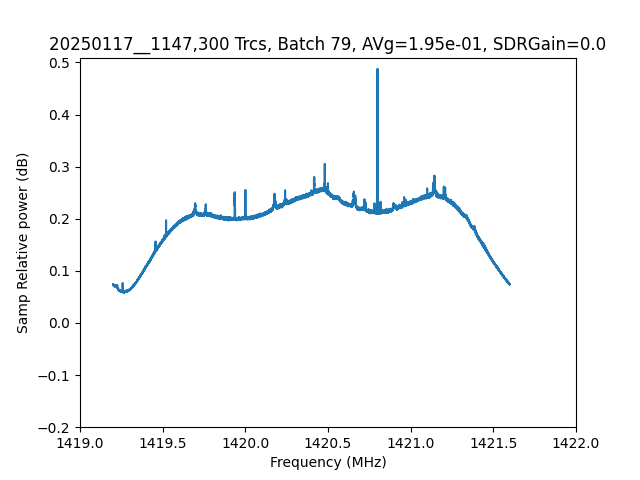 20250117__1147,300 Trcs, Batch 79, AVg=1.95e-01, SDRGain=0.0
Samp Relative power (dB)
0.5
0.4
0.3
0.2
0.1
0.0
−0.1
−0.2
1419.0 1419.5 1420.0 1420.5 1421.0 1421.5 1422.0
Frequency (MHz)